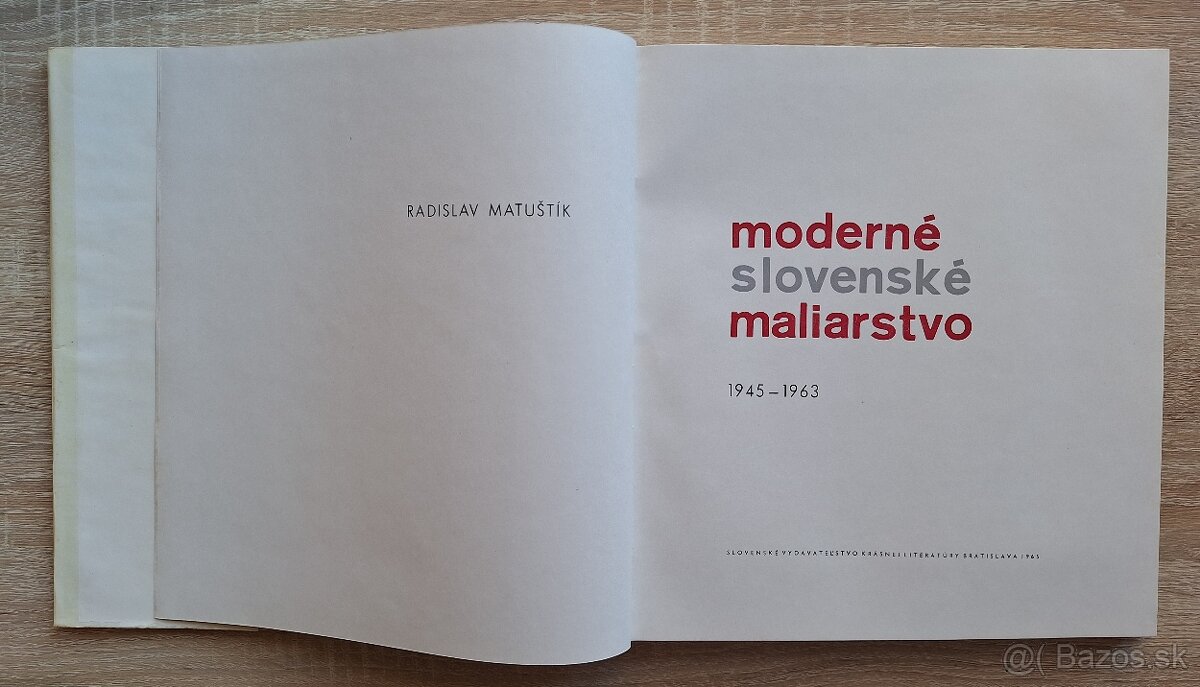 RADISLAV MATUŠTÍK
moderné
slovenské
maliarstvo
1945 – 1963
SLOVENSKÉ VYDAVATEĽSTVO KRÁSNEJ LITERATÚRY BRATISLAVA 1965
@( Bazos.sk